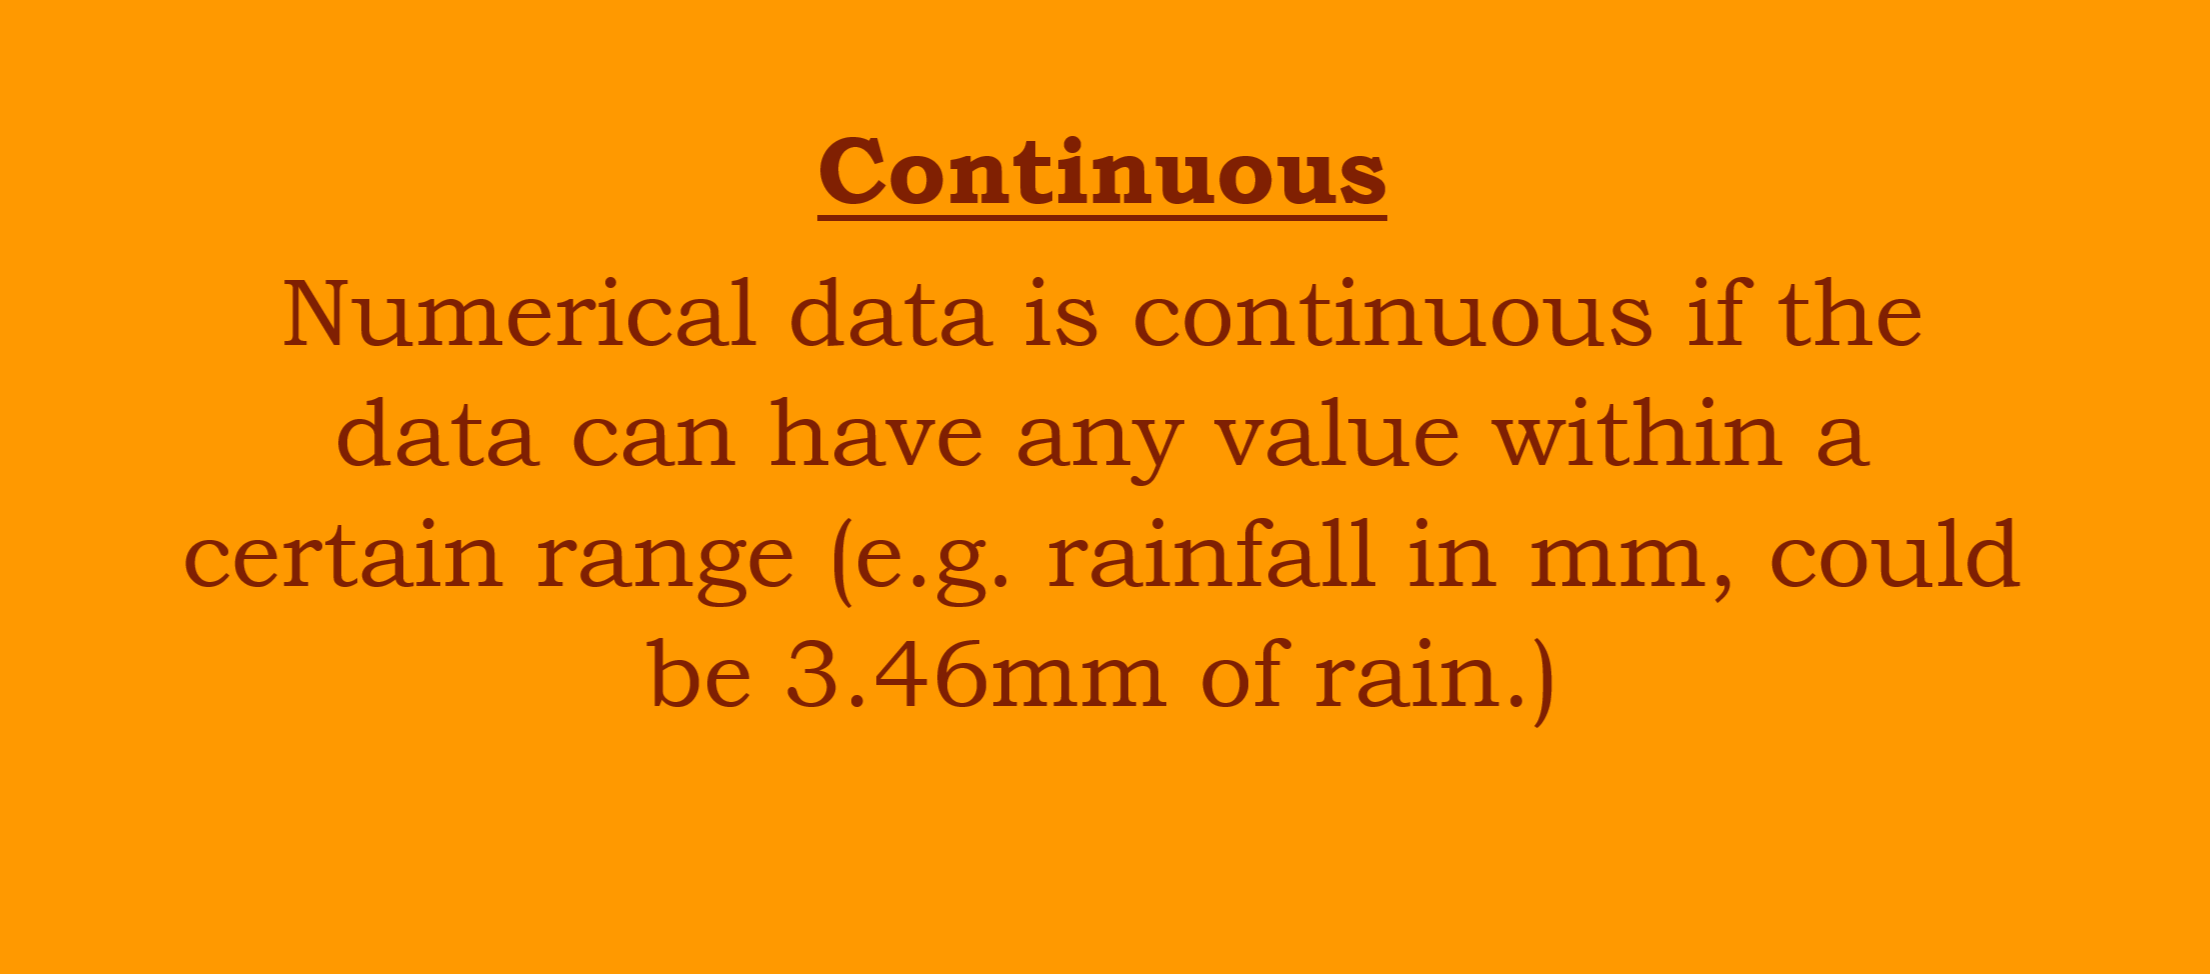 Continuous
Numerical data is continuous if the
data can have any value within a
certain range (e.g. rainfall in mm, could
be 3.46mm of rain.)